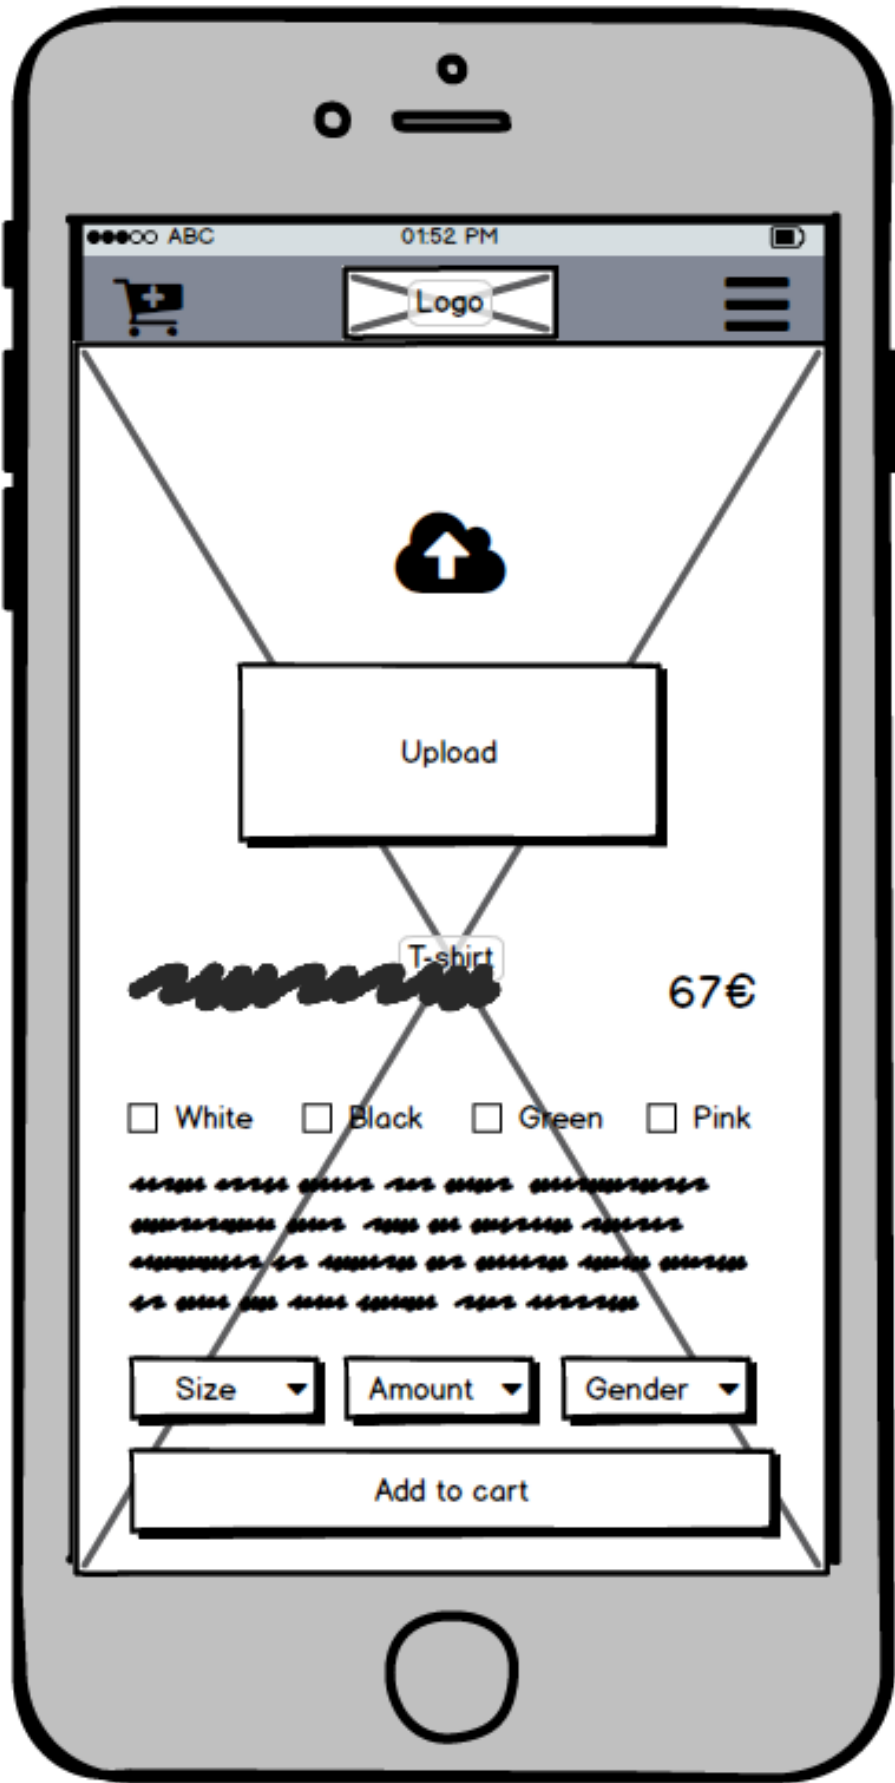 ABC 01:52 PM
Logo
Upload
T-shirt
67€
White Black Green Pink
Size Amount Gender
Add to cart